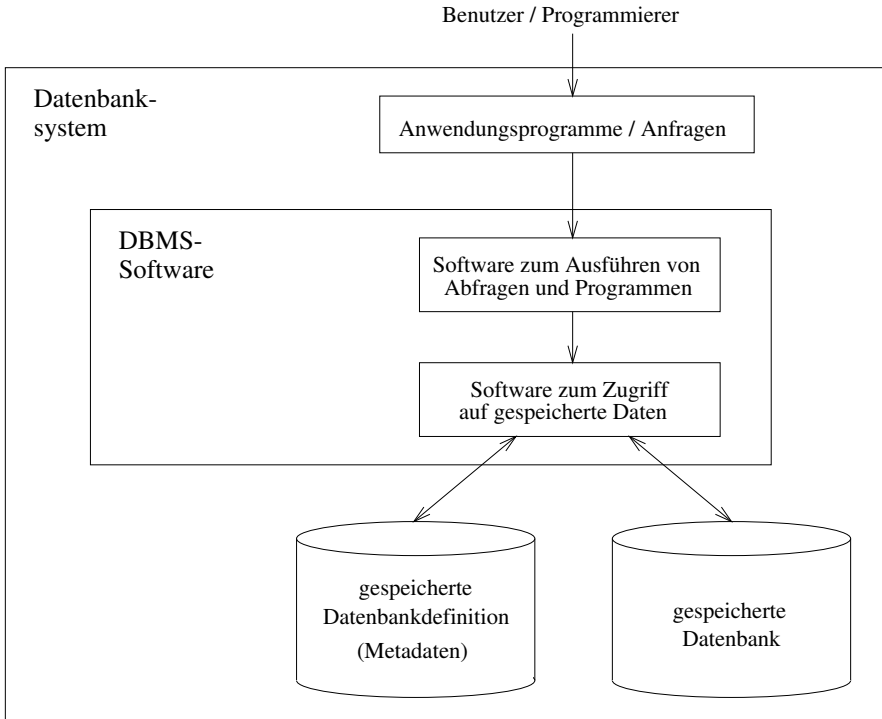 Benutzer / Programmierer
Datenbank-
system
Anwendungsprogramme / Anfragen
DBMS-
Software
Software zum Ausführen von
Abfragen und Programmen
Software zum Zugriff
auf gespeicherte Daten
gespeicherte
Datenbankdefinition
(Metadaten)
gespeicherte
Datenbank